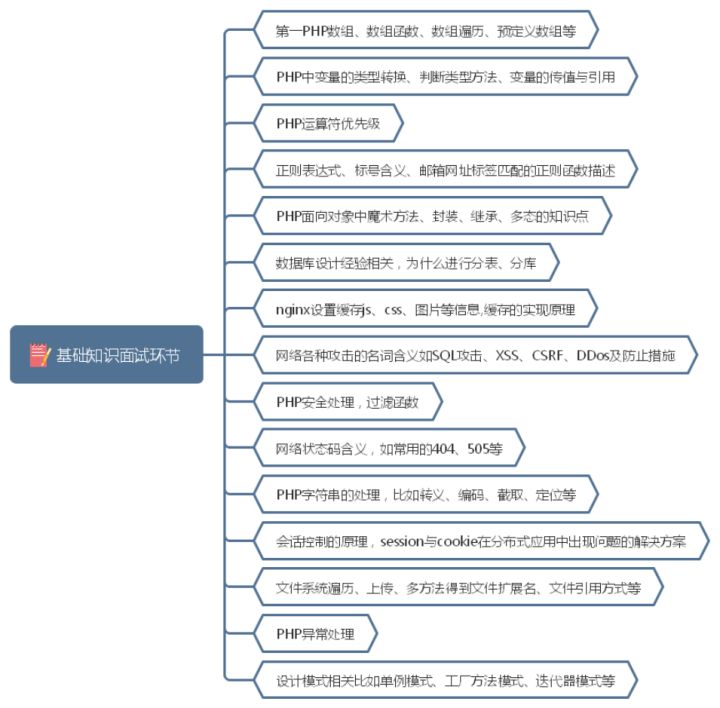 第一PHP数组、数组函数、数组遍历、预定义数组等
PHP中变量的类型转换、判断类型方法、变量的传值与引用
PHP运算符优先级
正则表达式、标号含义、邮箱网址标签匹配的正则函数描述
PHP面向对象中魔术方法、封装、继承、多态的知识点
数据库设计经验相关，为什么进行分表、分库
nginx设置缓存js、css、图片等信息,缓存的实现原理
基础知识面试环节
网络各种攻击的名词含义如SQL攻击、XSS、CSRF、DDos及防止措施
PHP安全处理，过滤函数
网络状态码含义，如常用的404、505等
PHP字符串的处理，比如转义、编码、截取、定位等
会话控制的原理，session与cookie在分布式应用中出现问题的解决方案
文件系统遍历、上传、多方法得到文件扩展名、文件引用方式等
PHP异常处理
设计模式相关比如单例模式、工厂方法模式、迭代器模式等